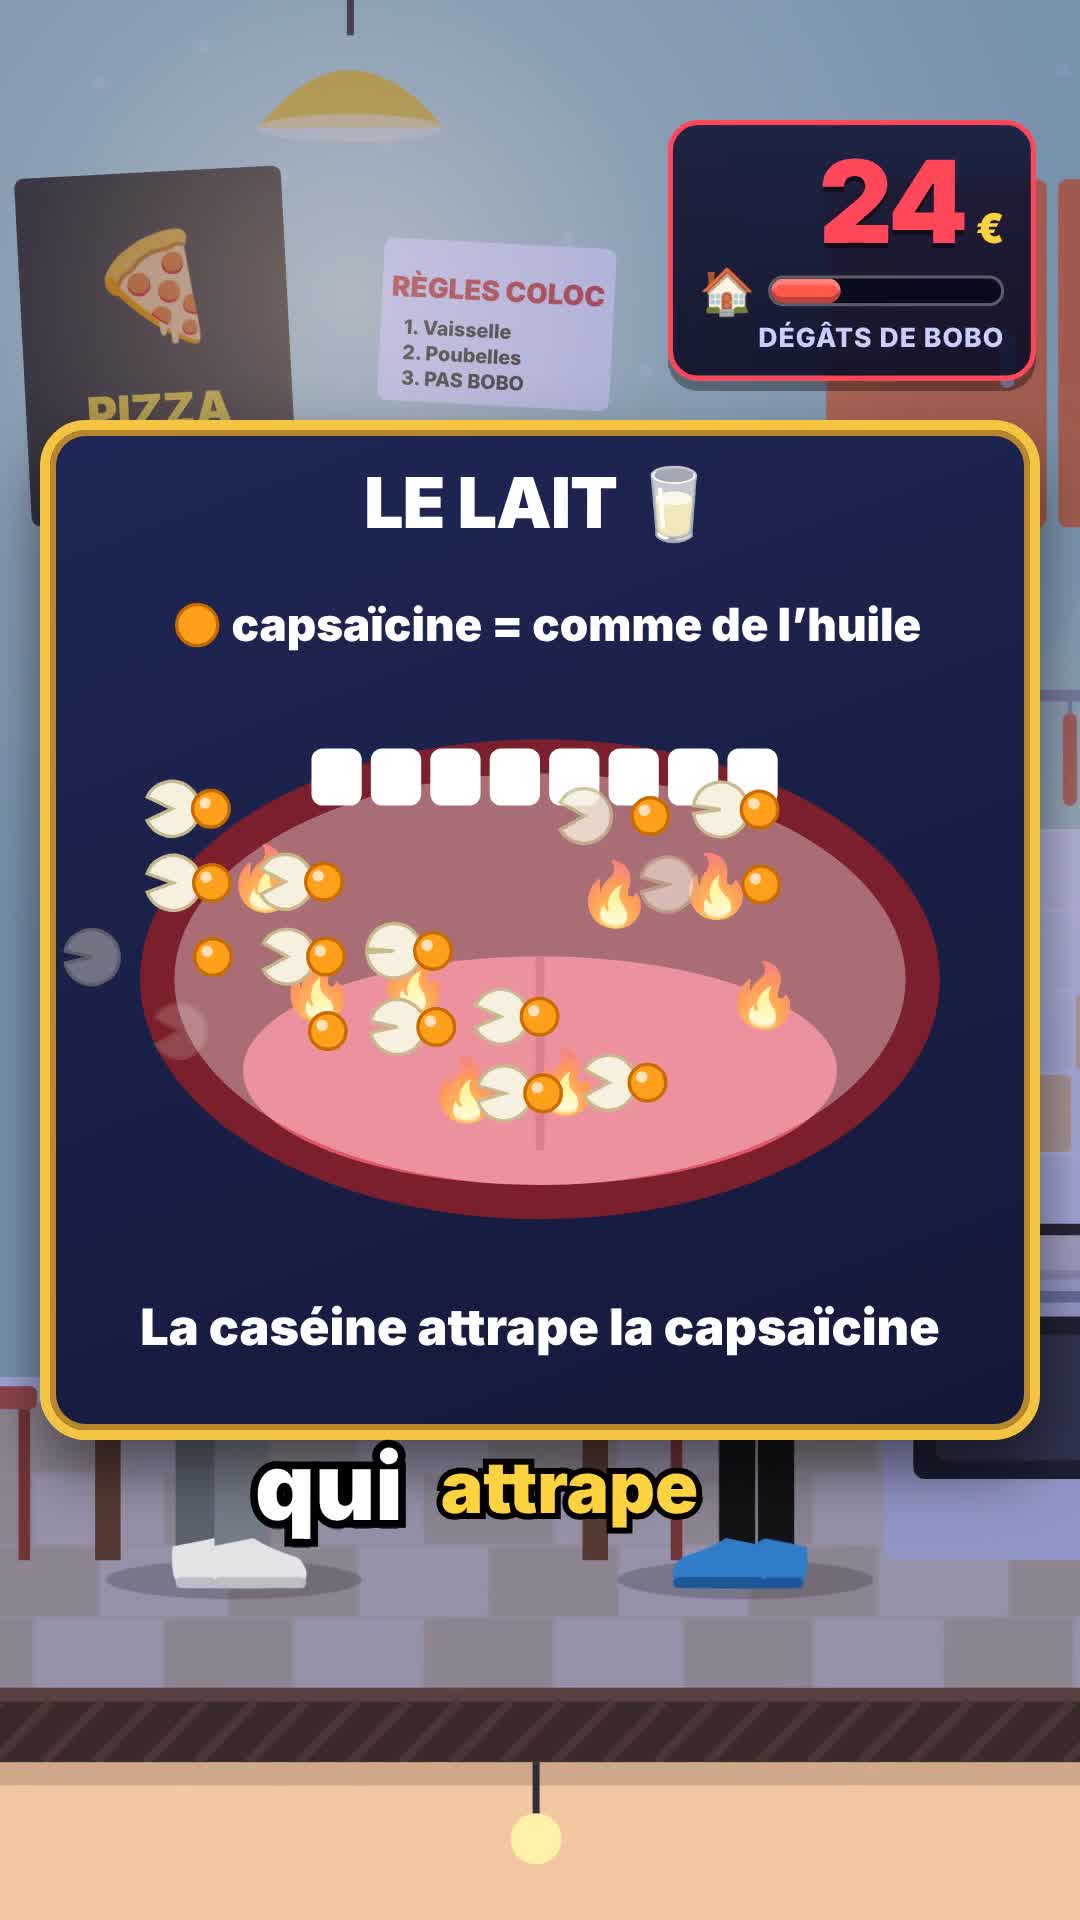 24 €
DÉGÂTS DE BOBO
RÈGLES COLOC
1. Vaisselle
2. Poubelles
3. PAS BOBO
PIZZA
LE LAIT
capsaïcine = comme de l’huile
La caséine attrape la capsaïcine
qui attrape